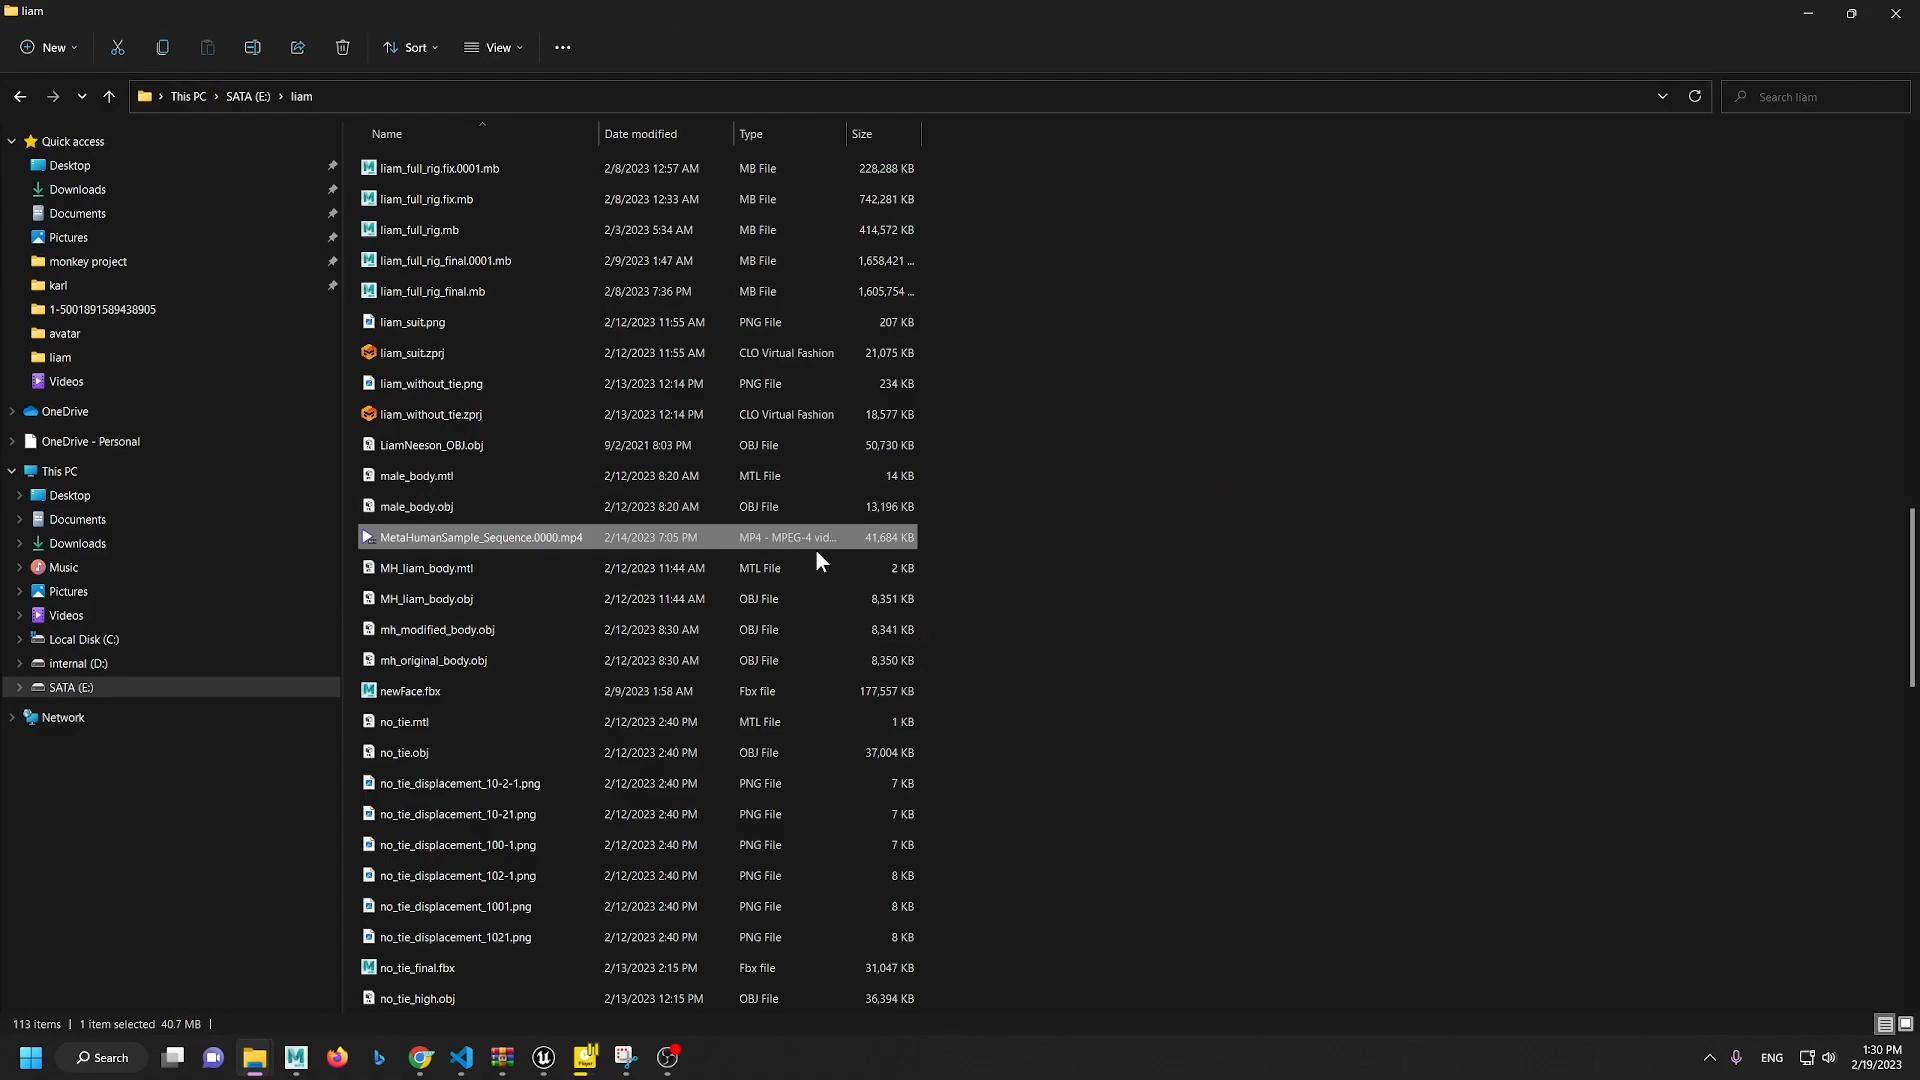 liam
New
Sort
View
This PC > SATA (E:) > liam
Search liam
Name
Date modified
Type
Size
Quick access
Desktop
Downloads
Documents
Pictures
monkey project
karl
1-5001891589438905
avatar
liam
Videos
OneDrive
OneDrive - Personal
This PC
Desktop
Documents
Downloads
Music
Pictures
Videos
Local Disk (C:)
internal (D:)
SATA (E:)
Network
liam_full_rig.fix.0001.mb 2/8/2023 12:57 AM MB File 228,288 KB
liam_full_rig.fix.mb 2/8/2023 12:33 AM MB File 742,281 KB
liam_full_rig.mb 2/3/2023 5:34 AM MB File 414,572 KB
liam_full_rig_final.0001.mb 2/9/2023 1:47 AM MB File 1,658,421 ...
liam_full_rig_final.mb 2/8/2023 7:36 PM MB File 1,605,754 ...
liam_suit.png 2/12/2023 11:55 AM PNG File 207 KB
liam_suit.zprj 2/12/2023 11:55 AM CLO Virtual Fashion 21,075 KB
liam_without_tie.png 2/13/2023 12:14 PM PNG File 234 KB
liam_without_tie.zprj 2/13/2023 12:14 PM CLO Virtual Fashion 18,577 KB
LiamNeeson_OBJ.obj 9/2/2021 8:03 PM OBJ File 50,730 KB
male_body.mtl 2/12/2023 8:20 AM MTL File 14 KB
male_body.obj 2/12/2023 8:20 AM OBJ File 13,196 KB
MetaHumanSample_Sequence.0000.mp4 2/14/2023 7:05 PM MP4 - MPEG-4 vid... 41,684 KB
MH_liam_body.mtl 2/12/2023 11:44 AM MTL File 2 KB
MH_liam_body.obj 2/12/2023 11:44 AM OBJ File 8,351 KB
mh_modified_body.obj 2/12/2023 8:30 AM OBJ File 8,341 KB
mh_original_body.obj 2/12/2023 8:30 AM OBJ File 8,350 KB
newFace.fbx 2/9/2023 1:58 AM Fbx file 177,557 KB
no_tie.mtl 2/12/2023 2:40 PM MTL File 1 KB
no_tie.obj 2/12/2023 2:40 PM OBJ File 37,004 KB
no_tie_displacement_10-2-1.png 2/12/2023 2:40 PM PNG File 7 KB
no_tie_displacement_10-21.png 2/12/2023 2:40 PM PNG File 7 KB
no_tie_displacement_100-1.png 2/12/2023 2:40 PM PNG File 7 KB
no_tie_displacement_102-1.png 2/12/2023 2:40 PM PNG File 8 KB
no_tie_displacement_1001.png 2/12/2023 2:40 PM PNG File 8 KB
no_tie_displacement_1021.png 2/12/2023 2:40 PM PNG File 8 KB
no_tie_final.fbx 2/13/2023 2:15 PM Fbx file 31,047 KB
no_tie_high.obj 2/13/2023 12:15 PM OBJ File 36,394 KB
113 items | 1 item selected 40.7 MB |
Search
ENG
1:30 PM
2/19/2023